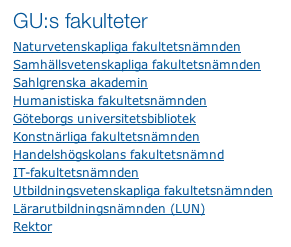 GU:s fakulteter
Naturvetenskapliga fakultetsnämnden
Samhällsvetenskapliga fakultetsnämnden
Sahlgrenska akademin
Humanistiska fakultetsnämnden
Göteborgs universitetsbibliotek
Konstnärliga fakultetsnämnden
Handelshögskolans fakultetsnämnd
IT-fakultetsnämnden
Utbildningsvetenskapliga fakultetsnämnden
Lärarutbildningsnämnden (LUN)
Rektor